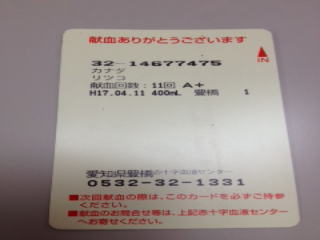 献血ありがとうございます
IN
32-14677475
カナダ
リツコ
献血回数:11回 A+
H17.04.11 400mL 豊橋 1
愛知県豊橋赤十字血液センター
0532-32-1331
■次回献血の際は、このカードを必ずご持参
ください。
■献血のお問合せ等は、上記赤十字血液センター
へお寄せください。